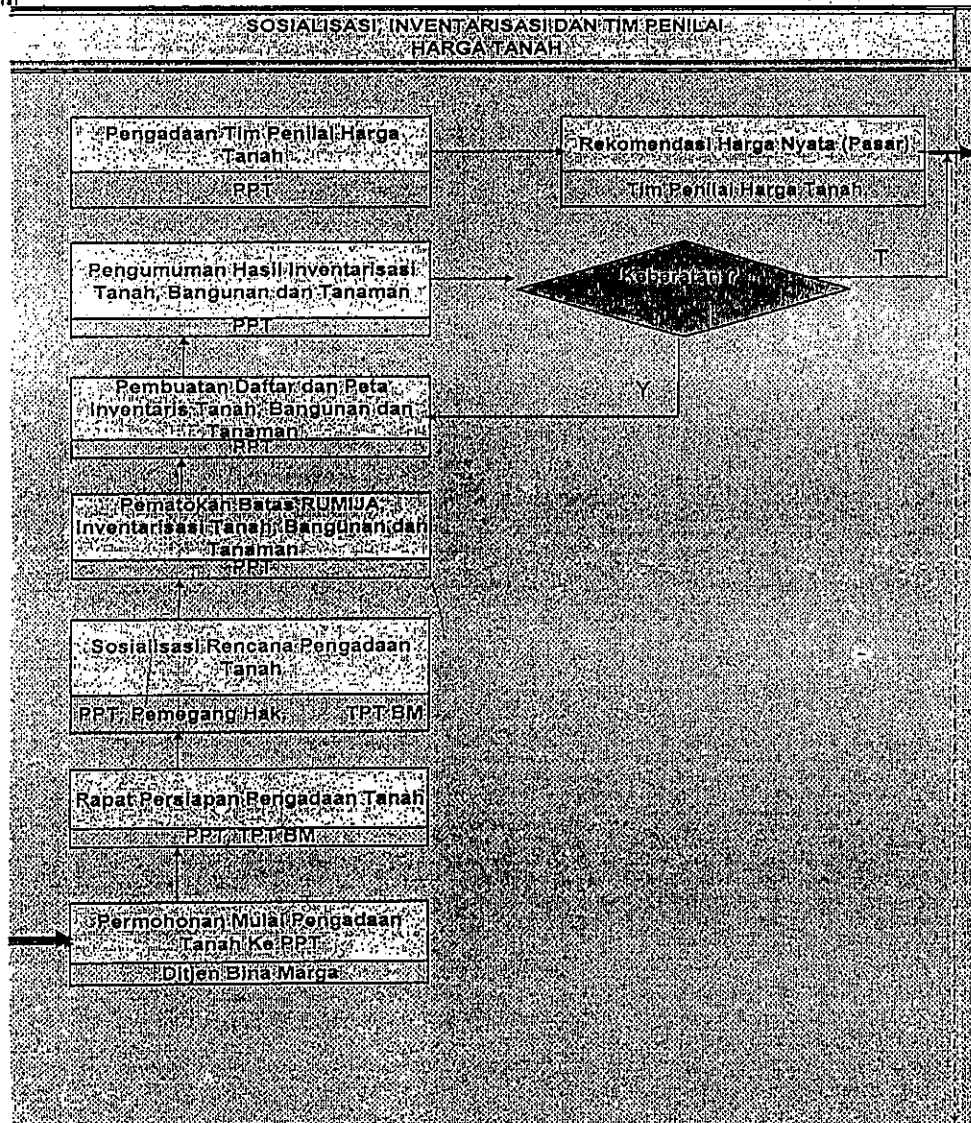 SOSIALISASI, INVENTARISASI DAN TIM PENILAI
HARGA TANAH
Pengadaan Tim Penilai Harga
Tanah
PPT
Rekomendasi Harga Nyata (Pasar)
Tim Penilai Harga Tanah
Pengumuman Hasil Inventarisasi
Tanah, Bangunan dan Tanaman
PPT
Keberatan ?
T
Pembuatan Daftar dan Peta
Inventaris Tanah, Bangunan dan
Tanaman
PPT
Y
Pematokan Batas RUMIJA,
Inventarisasi Tanah, Bangunan dan
Tanaman
PPT
Sosialisasi Rencana Pengadaan
Tanah
PPT, Pemegang Hak, TPT BM
Rapat Persiapan Pengadaan Tanah
PPT, TPT BM
Permohonan Mulai Pengadaan
Tanah Ke PPT
Ditjen Bina Marga